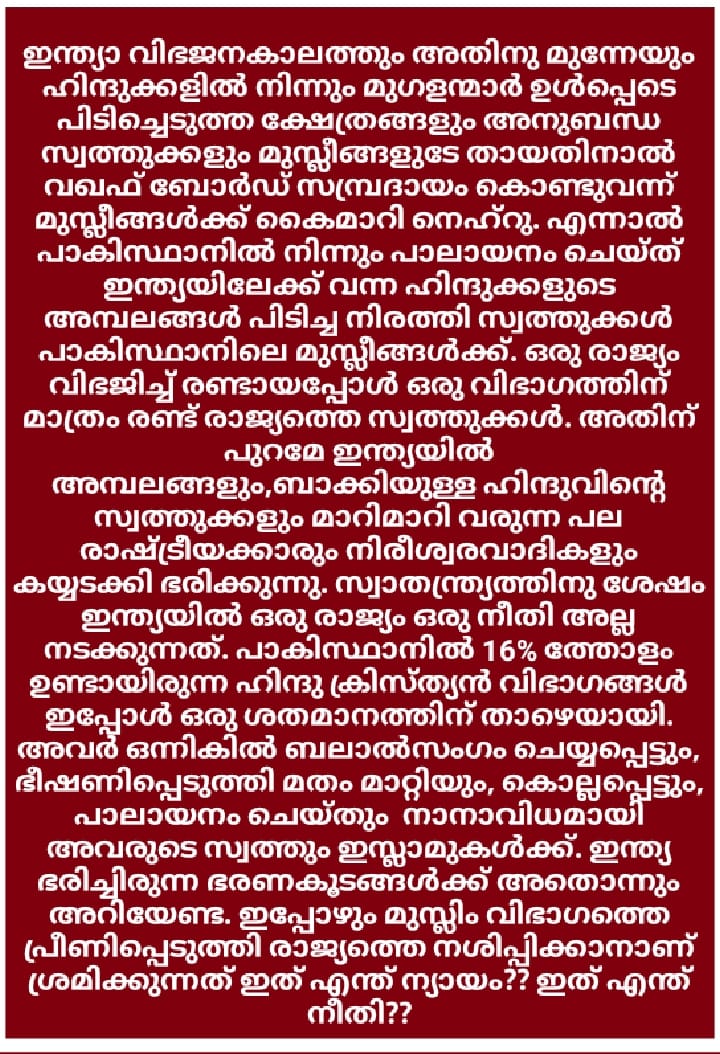 ഇന്ത്യാ വിഭജനകാലത്തും അതിനു മുന്നേയും
ഹിന്ദുക്കളിൽ നിന്നും മുഗളന്മാർ ഉൾപ്പെടെ
പിടിച്ചെടുത്ത ക്ഷേത്രങ്ങളും അനുബന്ധ
സ്വത്തുക്കളും മുസ്ലീങ്ങളുടേ തായതിനാൽ
വഖഫ് ബോർഡ് സമ്പ്രദായം കൊണ്ടുവന്ന്
മുസ്ലീങ്ങൾക്ക് കൈമാറി നെഹ്റു. എന്നാൽ
പാകിസ്ഥാനിൽ നിന്നും പാലായനം ചെയ്ത്
ഇന്ത്യയിലേക്ക് വന്ന ഹിന്ദുക്കളുടെ
അമ്പലങ്ങൾ പിടിച്ച നിരത്തി സ്വത്തുക്കൾ
പാകിസ്ഥാനിലെ മുസ്ലീങ്ങൾക്ക്. ഒരു രാജ്യം
വിഭജിച്ച് രണ്ടായപ്പോൾ ഒരു വിഭാഗത്തിന്
മാത്രം രണ്ട് രാജ്യത്തെ സ്വത്തുക്കൾ. അതിന്
പുറമേ ഇന്ത്യയിൽ
അമ്പലങ്ങളും,ബാക്കിയുള്ള ഹിന്ദുവിന്റെ
സ്വത്തുക്കളും മാറിമാറി വരുന്ന പല
രാഷ്ട്രീയക്കാരും നിരീശ്വരവാദികളും
കയ്യടക്കി ഭരിക്കുന്നു. സ്വാതന്ത്ര്യത്തിനു ശേഷം
ഇന്ത്യയിൽ ഒരു രാജ്യം ഒരു നീതി അല്ല
നടക്കുന്നത്. പാകിസ്ഥാനിൽ 16% ത്തോളം
ഉണ്ടായിരുന്ന ഹിന്ദു ക്രിസ്ത്യൻ വിഭാഗങ്ങൾ
ഇപ്പോൾ ഒരു ശതമാനത്തിന് താഴെയായി.
അവർ ഒന്നികിൽ ബലാൽസംഗം ചെയ്യപ്പെട്ടും,
ഭീഷണിപ്പെടുത്തി മതം മാറ്റിയും, കൊല്ലപ്പെട്ടും,
പാലായനം ചെയ്തും നാനാവിധമായി
അവരുടെ സ്വത്തും ഇസ്ലാമുകൾക്ക്. ഇന്ത്യ
ഭരിച്ചിരുന്ന ഭരണകൂടങ്ങൾക്ക് അതൊന്നും
അറിയേണ്ട. ഇപ്പോഴും മുസ്ലിം വിഭാഗത്തെ
പ്രീണിപ്പെടുത്തി രാജ്യത്തെ നശിപ്പിക്കാനാണ്
ശ്രമിക്കുന്നത് ഇത് എന്ത് ന്യായം?? ഇത് എന്ത്
നീതി??